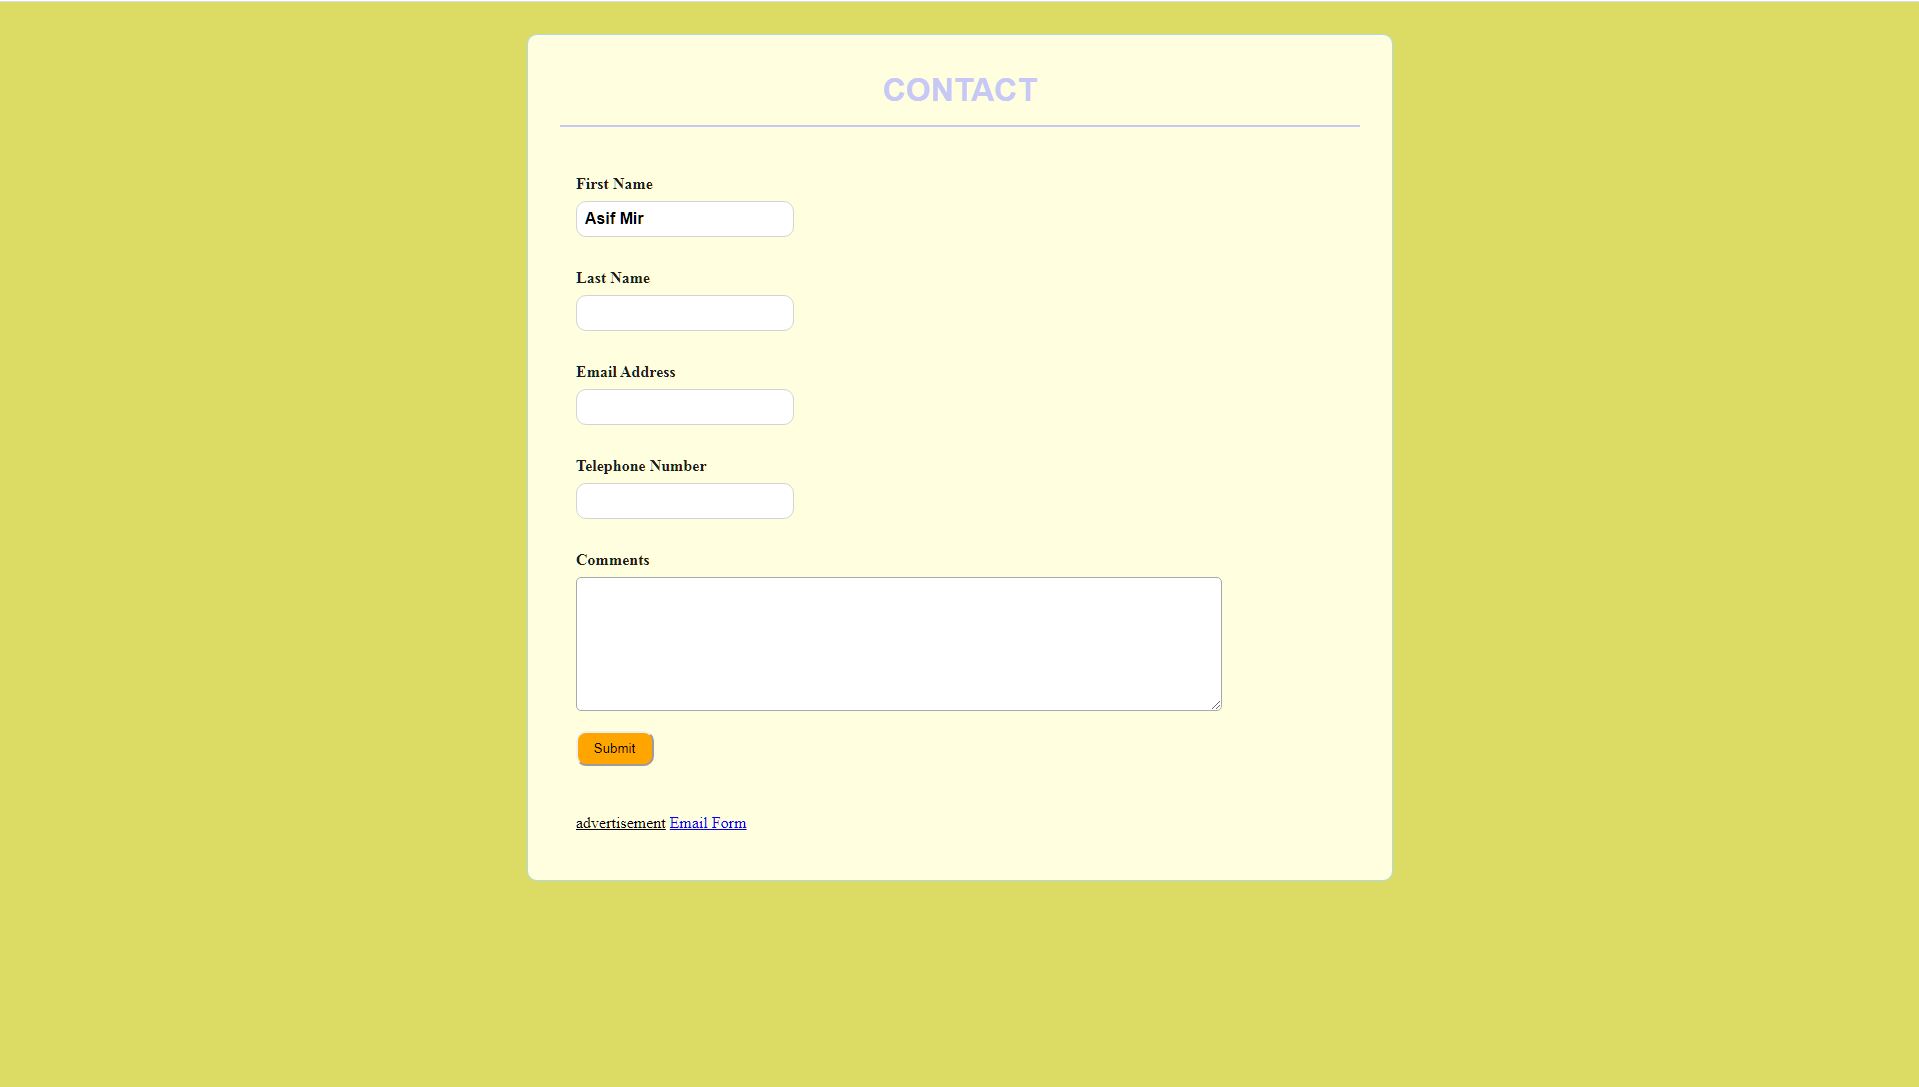 CONTACT
First Name
Asif Mir
Last Name
Email Address
Telephone Number
Comments
Submit
advertisement Email Form